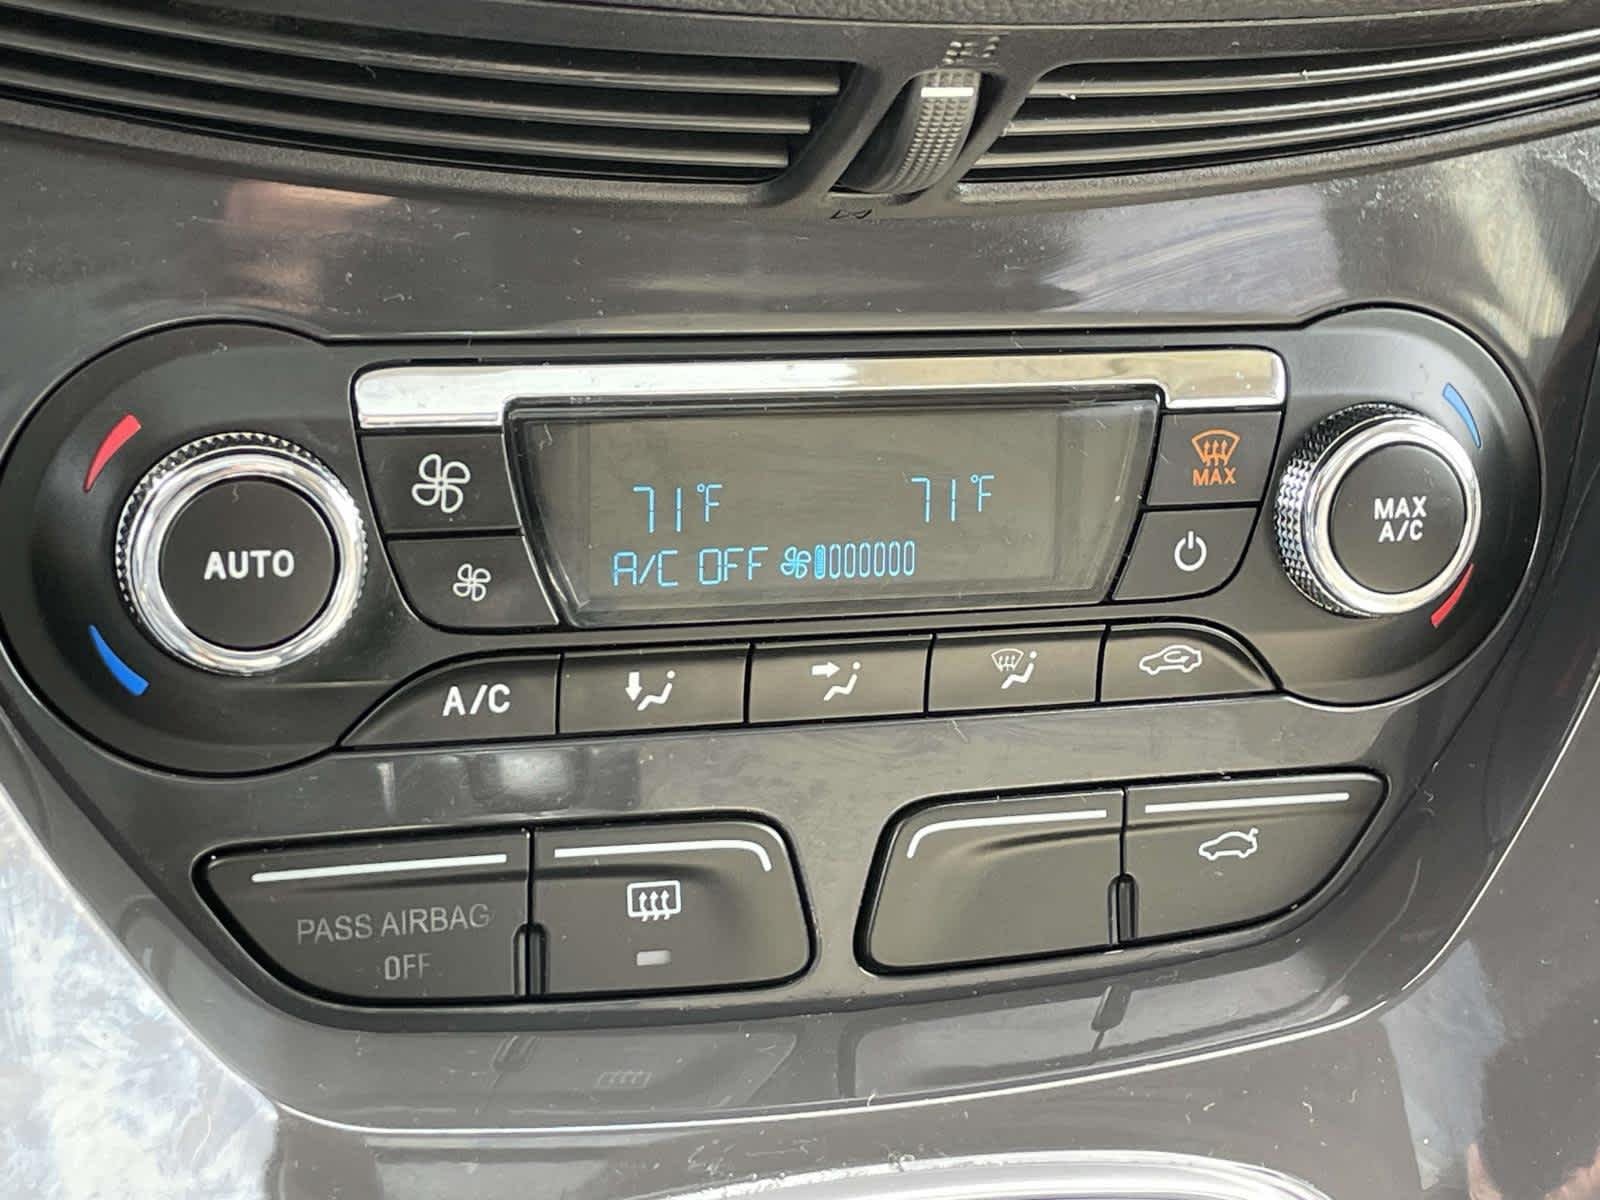 71°F 71°F
A/C OFF
MAX
AUTO
MAX
A/C
A/C
PASS AIRBAG
OFF